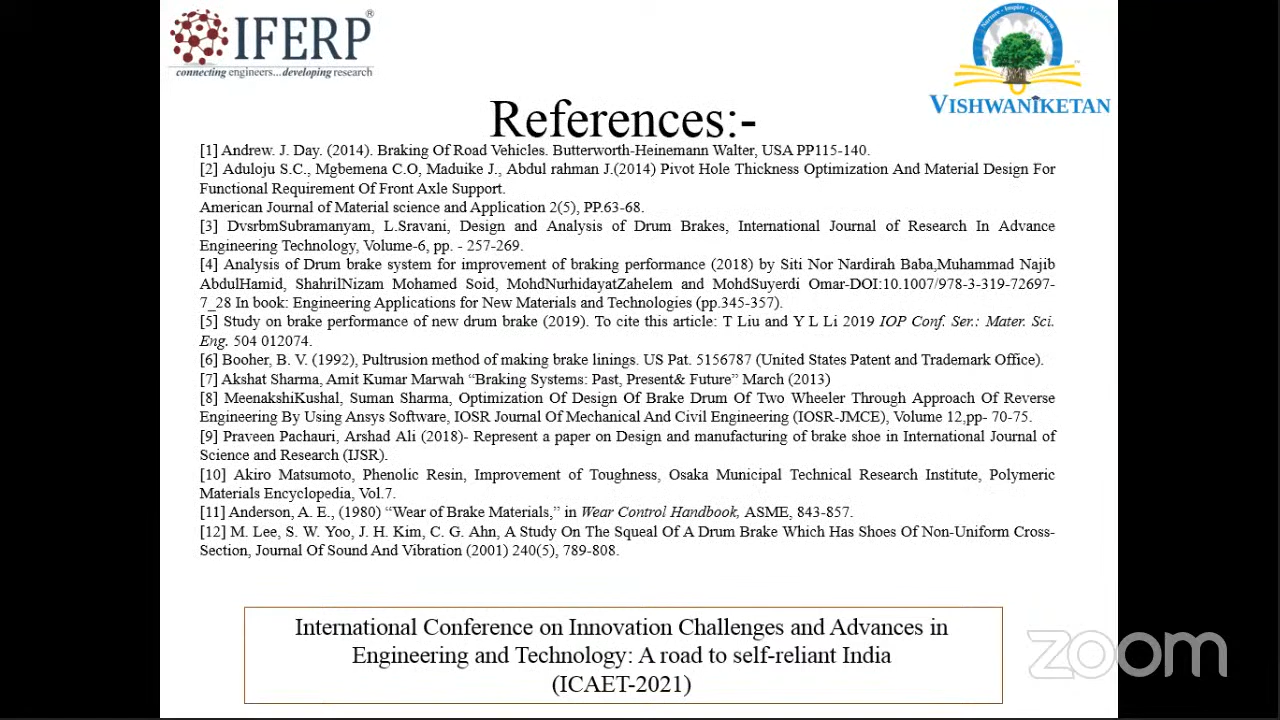 IFERP®
connecting engineers...developing research
Nurture - Inspire - Transform
VISHWANIKETAN
References:-
[1] Andrew. J. Day. (2014). Braking Of Road Vehicles. Butterworth-Heinemann Walter, USA PP115-140.
[2] Aduloju S.C., Mgbemena C.O, Maduike J., Abdul rahman J.(2014) Pivot Hole Thickness Optimization And Material Design For
Functional Requirement Of Front Axle Support.
American Journal of Material science and Application 2(5), PP.63-68.
[3] DvsrbmSubramanyam, L.Sravani, Design and Analysis of Drum Brakes, International Journal of Research In Advance
Engineering Technology, Volume-6, pp. - 257-269.
[4] Analysis of Drum brake system for improvement of braking performance (2018) by Siti Nor Nardirah Baba,Muhammad Najib
AbdulHamid, ShahrilNizam Mohamed Soid, MohdNurhidayatZahelem and MohdSuyerdi Omar-DOI:10.1007/978-3-319-72697-
7_28 In book: Engineering Applications for New Materials and Technologies (pp.345-357).
[5] Study on brake performance of new drum brake (2019). To cite this article: T Liu and Y L Li 2019 IOP Conf. Ser.: Mater. Sci.
Eng. 504 012074.
[6] Booher, B. V. (1992), Pultrusion method of making brake linings. US Pat. 5156787 (United States Patent and Trademark Office).
[7] Akshat Sharma, Amit Kumar Marwah “Braking Systems: Past, Present& Future” March (2013)
[8] MeenakshiKushal, Suman Sharma, Optimization Of Design Of Brake Drum Of Two Wheeler Through Approach Of Reverse
Engineering By Using Ansys Software, IOSR Journal Of Mechanical And Civil Engineering (IOSR-JMCE), Volume 12,pp- 70-75.
[9] Praveen Pachauri, Arshad Ali (2018)- Represent a paper on Design and manufacturing of brake shoe in International Journal of
Science and Research (IJSR).
[10] Akiro Matsumoto, Phenolic Resin, Improvement of Toughness, Osaka Municipal Technical Research Institute, Polymeric
Materials Encyclopedia, Vol.7.
[11] Anderson, A. E., (1980) “Wear of Brake Materials,” in Wear Control Handbook, ASME, 843-857.
[12] M. Lee, S. W. Yoo, J. H. Kim, C. G. Ahn, A Study On The Squeal Of A Drum Brake Which Has Shoes Of Non-Uniform Cross-
Section, Journal Of Sound And Vibration (2001) 240(5), 789-808.
International Conference on Innovation Challenges and Advances in
Engineering and Technology: A road to self-reliant India
(ICAET-2021)
zoom